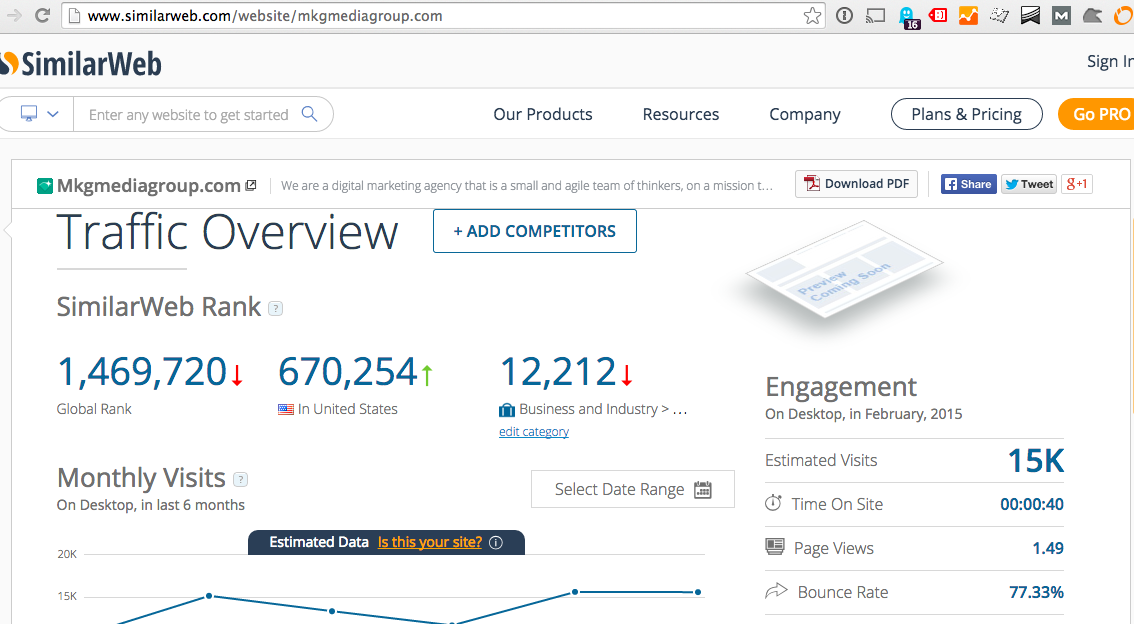 www.similarweb.com/website/mkgmediagroup.com
16
M
SimilarWeb
Sign In
Enter any website to get started
Our Products
Resources
Company
Plans & Pricing
Go PRO
Mkgmediagroup.com
We are a digital marketing agency that is a small and agile team of thinkers, on a mission t...
Download PDF
Share
Tweet
g+1
Traffic Overview
+ ADD COMPETITORS
Preview
Coming Soon
SimilarWeb Rank ?
1,469,720↓
670,254↑
12,212↓
Global Rank
In United States
Business and Industry > ...
edit category
Engagement
On Desktop, in February, 2015
Estimated Visits
15K
Time On Site
00:00:40
Page Views
1.49
Bounce Rate
77.33%
Monthly Visits ?
On Desktop, in last 6 months
Select Date Range
Estimated Data Is this your site?
20K
15K